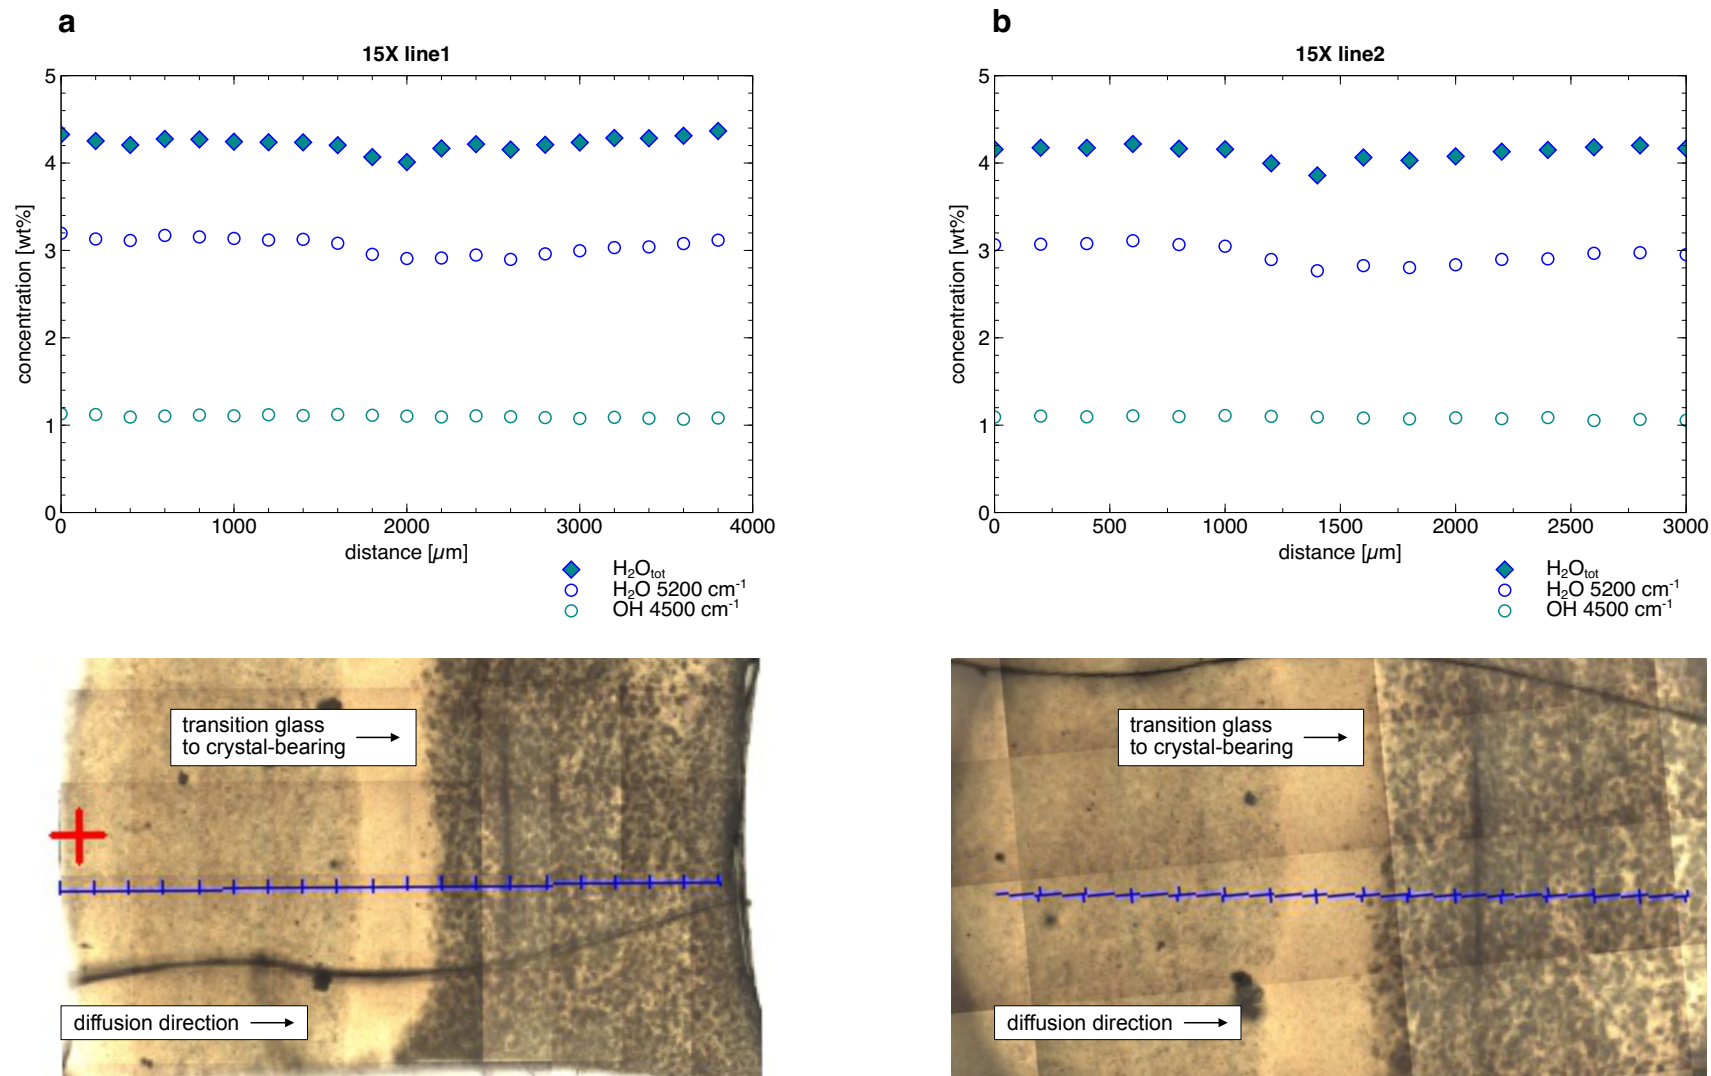 a
15X line1
5
4
3
2
1
0
concentration [wt%]
0 1000 2000 3000 4000
distance [µm]
H₂Oₜₒₜ
H₂O 5200 cm⁻¹
OH 4500 cm⁻¹
transition glass
to crystal-bearing
diffusion direction
b
15X line2
5
4
3
2
1
0
concentration [wt%]
0 500 1000 1500 2000 2500 3000
distance [µm]
H₂Oₜₒₜ
H₂O 5200 cm⁻¹
OH 4500 cm⁻¹
transition glass
to crystal-bearing
diffusion direction